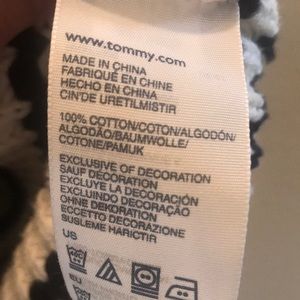 www.tommy.com
MADE IN CHINA
FABRIQUÉ EN CHINE
HECHO EN CHINA
CIN'DE URETILMISTIR
100% COTTON/COTON/ALGODÓN/
ALGODÃO/BAUMWOLLE/
COTONE/PAMUK
EXCLUSIVE OF DECORATION
SAUF DECORATION
EXCLUYE LA DECORACIÓN
EXCLUINDO DECORAÇÃO
OHNE DEKORATION
ECCETTO DECORAZIONE
SUSLEME HARICTIR
US
EU